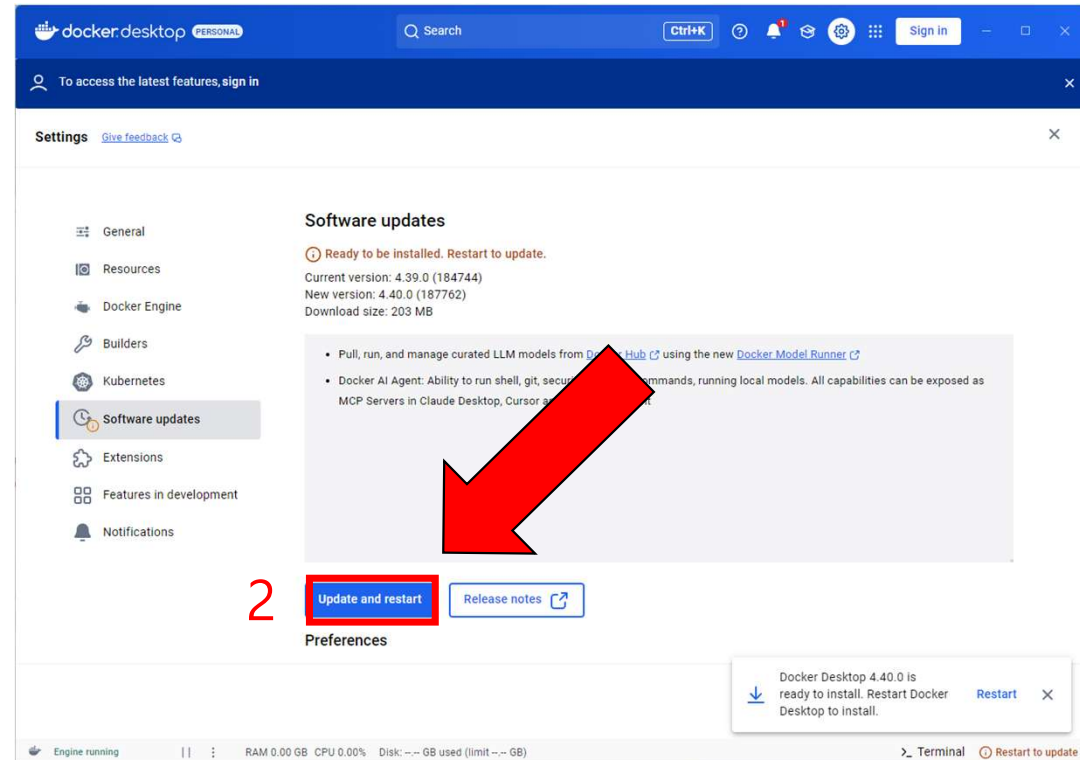 docker.desktop PERSONAL
Search
Ctrl+K
1
Sign in
To access the latest features, sign in
Settings Give feedback
General
Resources
Docker Engine
Builders
Kubernetes
Software updates
Extensions
Features in development
Notifications
Software updates
Ready to be installed. Restart to update.
Current version: 4.39.0 (184744)
New version: 4.40.0 (187762)
Download size: 203 MB
Pull, run, and manage curated LLM models from Docker Hub using the new Docker Model Runner
Docker AI Agent: Ability to run shell, git, running local models. All capabilities can be exposed as
MCP Servers in Claude Desktop, Cursor
2
Update and restart
Release notes
Preferences
Docker Desktop 4.40.0 is
ready to install. Restart Docker
Desktop to install.
Restart
Engine running
RAM 0.00 GB CPU 0.00% Disk: --.-- GB used (limit --.-- GB)
Terminal
Restart to update